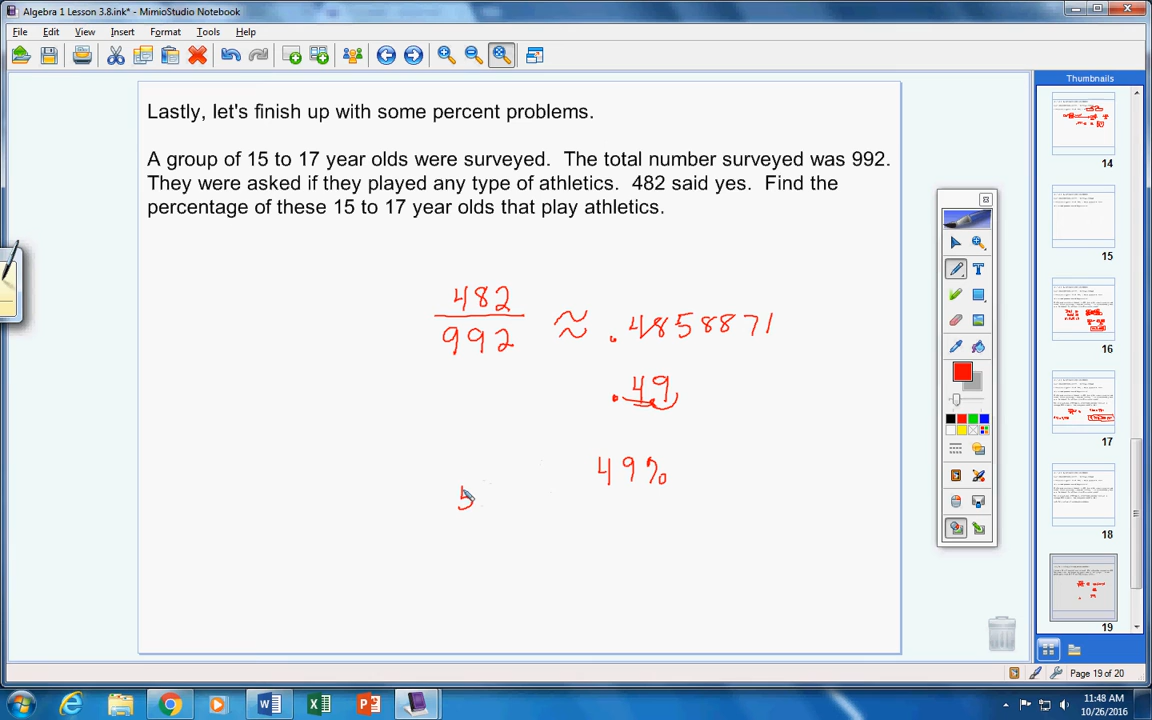 Algebra 1 Lesson 3.8.ink* - MimioStudio Notebook
File Edit View Insert Format Tools Help
Lastly, let's finish up with some percent problems.
A group of 15 to 17 year olds were surveyed. The total number surveyed was 992.
They were asked if they played any type of athletics. 482 said yes. Find the
percentage of these 15 to 17 year olds that play athletics.
482
992
≈ .4858871
.49
49%
5
Thumbnails
14
15
16
17
18
19
Page 19 of 20
11:48 AM
10/26/2016